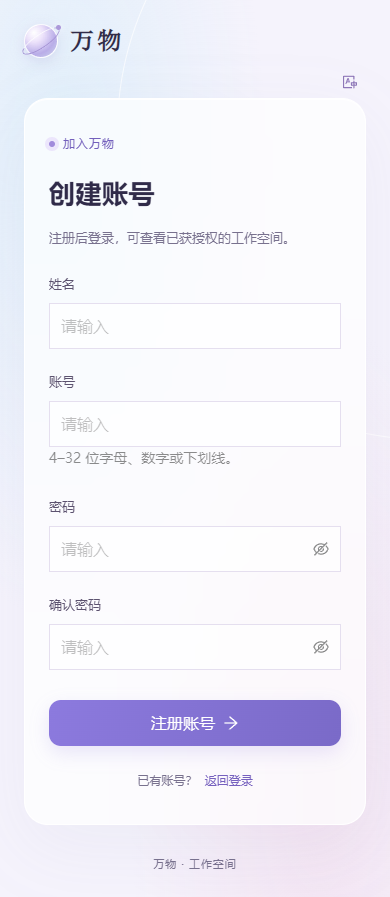 万物
加入万物
创建账号
注册后登录，可查看已获授权的工作空间。
姓名
请输入
账号
请输入
4–32 位字母、数字或下划线。
密码
请输入
确认密码
请输入
注册账号 →
已有账号？ 返回登录
万物 · 工作空间